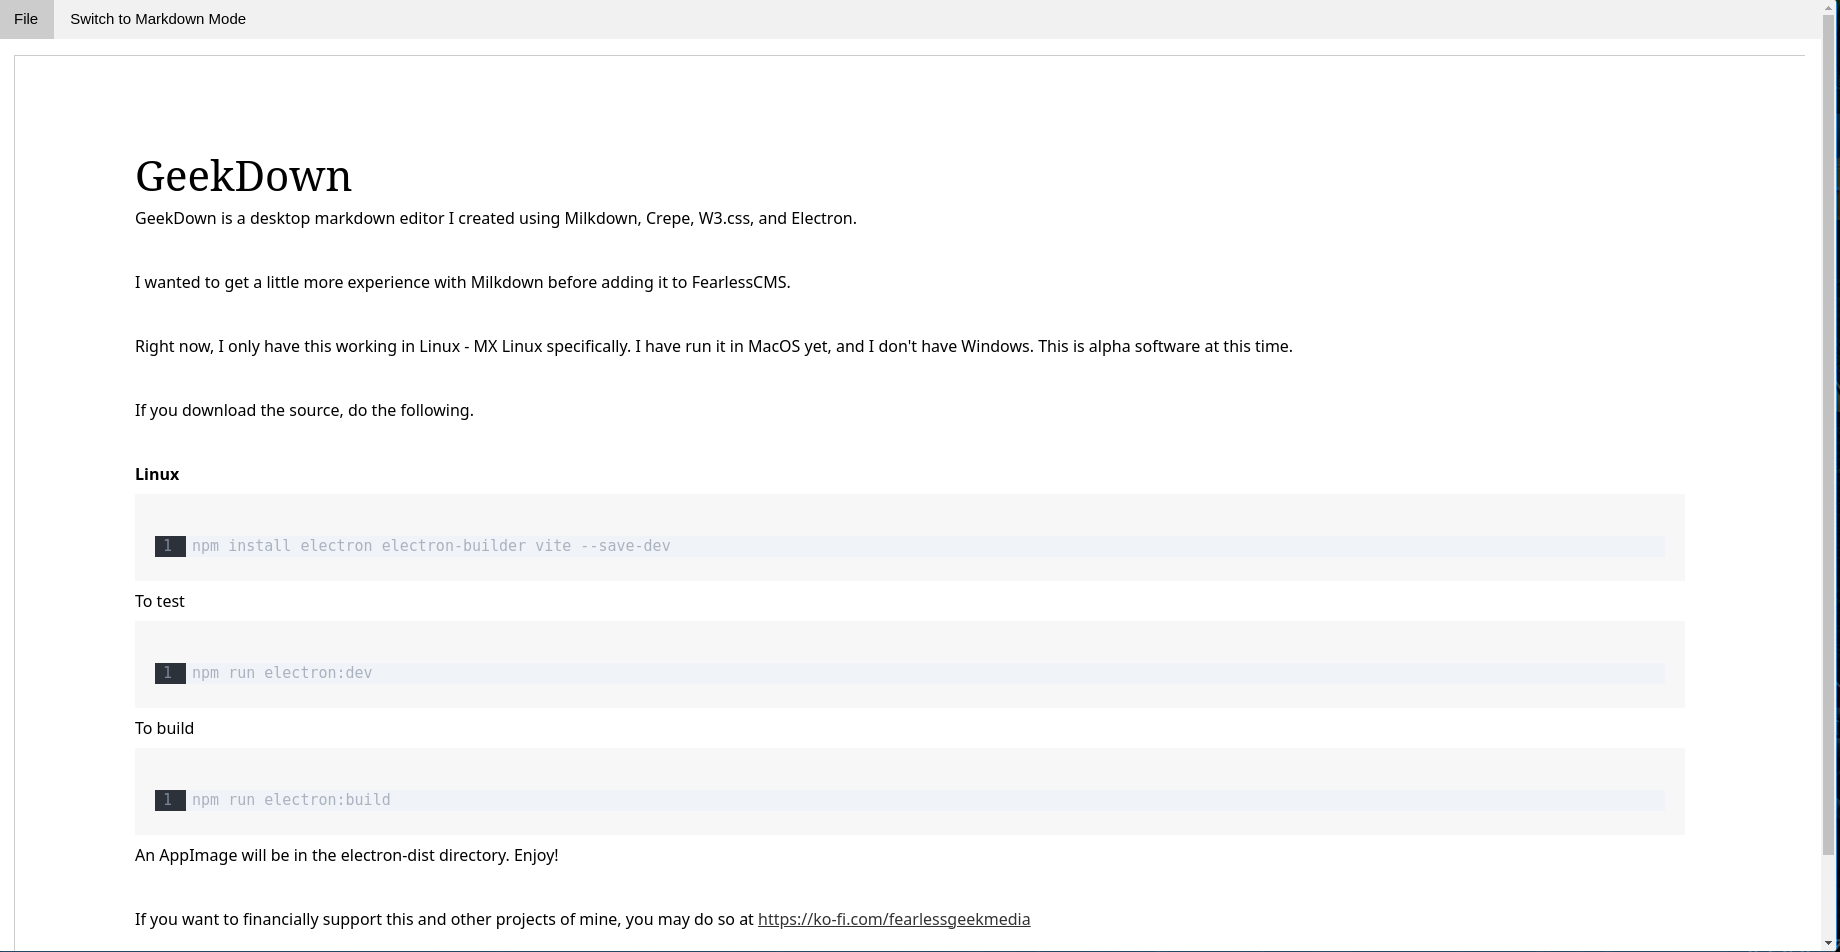 File Switch to Markdown Mode
GeekDown
GeekDown is a desktop markdown editor I created using Milkdown, Crepe, W3.css, and Electron.
I wanted to get a little more experience with Milkdown before adding it to FearlessCMS.
Right now, I only have this working in Linux - MX Linux specifically. I have run it in MacOS yet, and I don't have Windows. This is alpha software at this time.
If you download the source, do the following.
Linux
1 npm install electron electron-builder vite --save-dev
To test
1 npm run electron:dev
To build
1 npm run electron:build
An AppImage will be in the electron-dist directory. Enjoy!
If you want to financially support this and other projects of mine, you may do so at https://ko-fi.com/fearlessgeekmedia